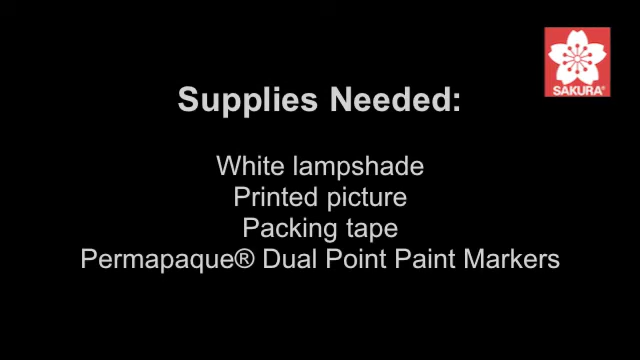 SAKURA®
Supplies Needed:
White lampshade
Printed picture
Packing tape
Permapaque® Dual Point Paint Markers